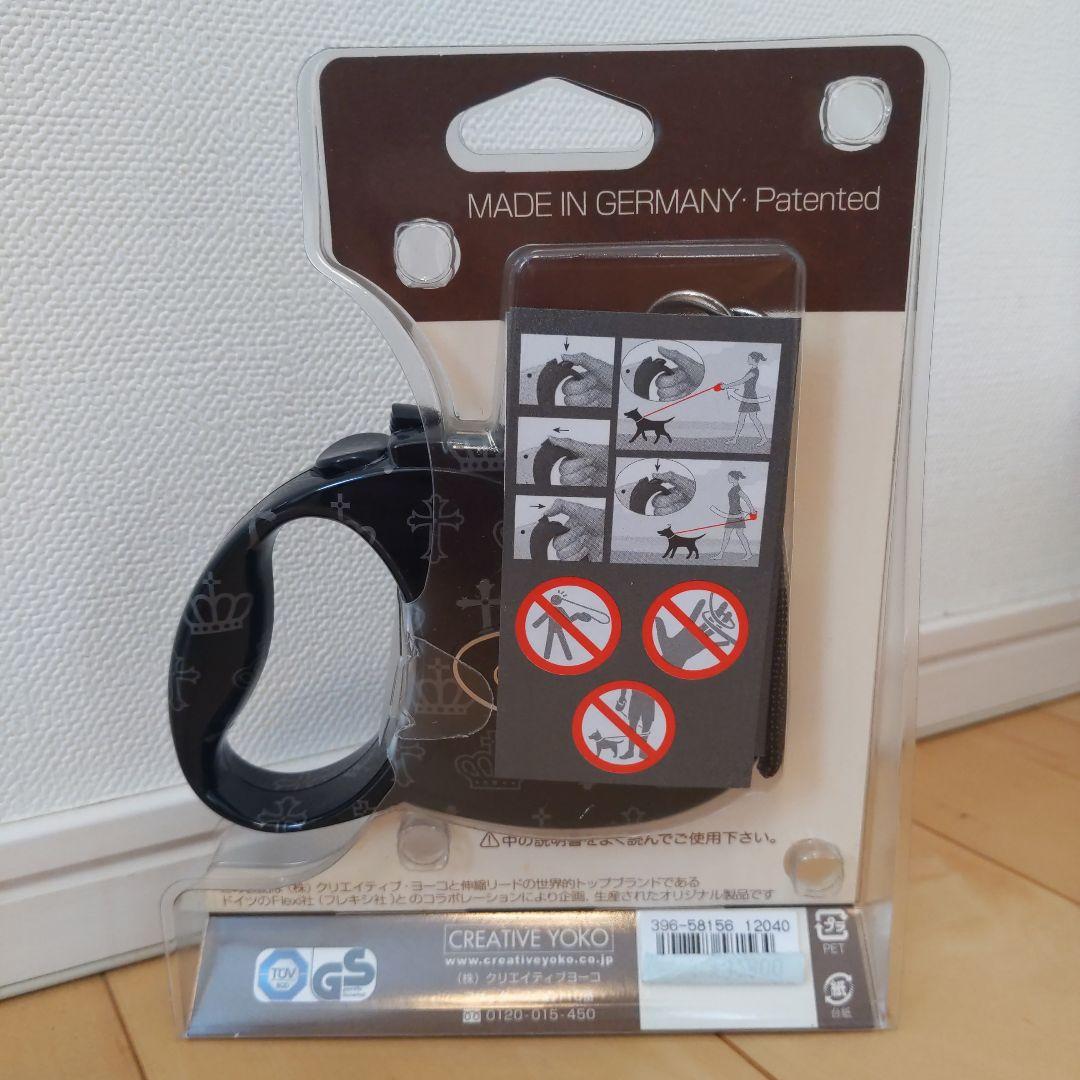 MADE IN GERMANY· Patented
⚠中の説明書をよく読んでご使用下さい。
(株) クリエイティブ・ヨーコと伸縮リードの世界的トップブランドである
ドイツのFlexi社(フレキシ社)とのコラボレーションにより企画、生産されたオリジナル製品です
CREATIVE YOKO
www.creativeyoko.co.jp
(株) クリエイティブヨーコ
0120-015-450
TÜV
GS
396-58156 12040
プラ
PET
紙
台紙